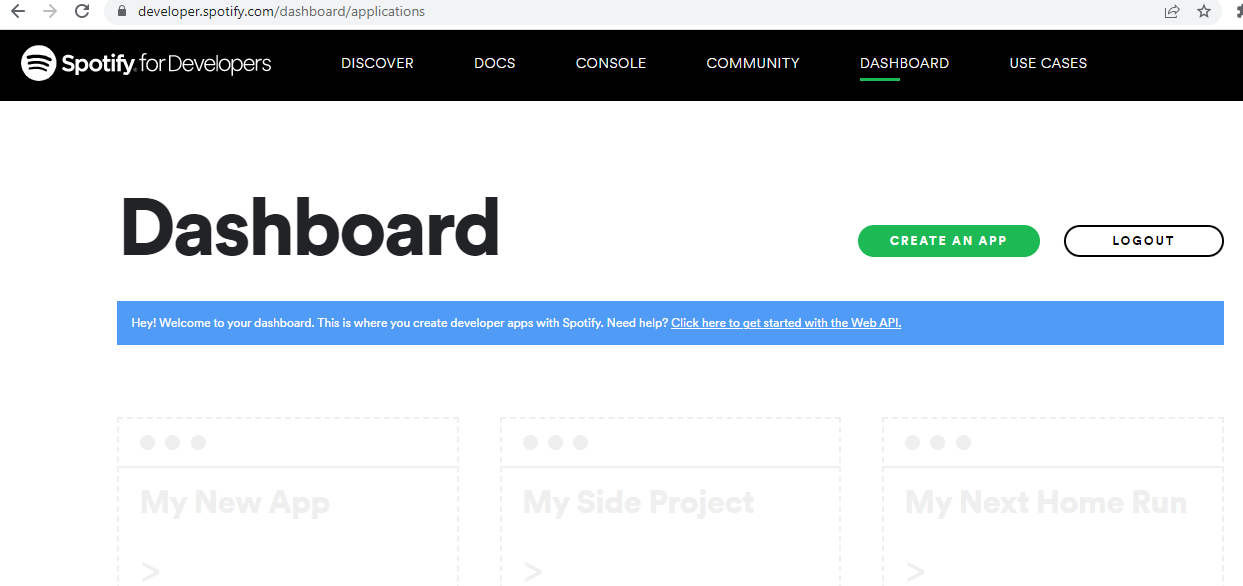 developer.spotify.com/dashboard/applications
Spotify for Developers
DISCOVER
DOCS
CONSOLE
COMMUNITY
DASHBOARD
USE CASES
Dashboard
CREATE AN APP
LOGOUT
Hey! Welcome to your dashboard. This is where you create developer apps with Spotify. Need help? Click here to get started with the Web API.
My New App
My Side Project
My Next Home Run
>
>
>